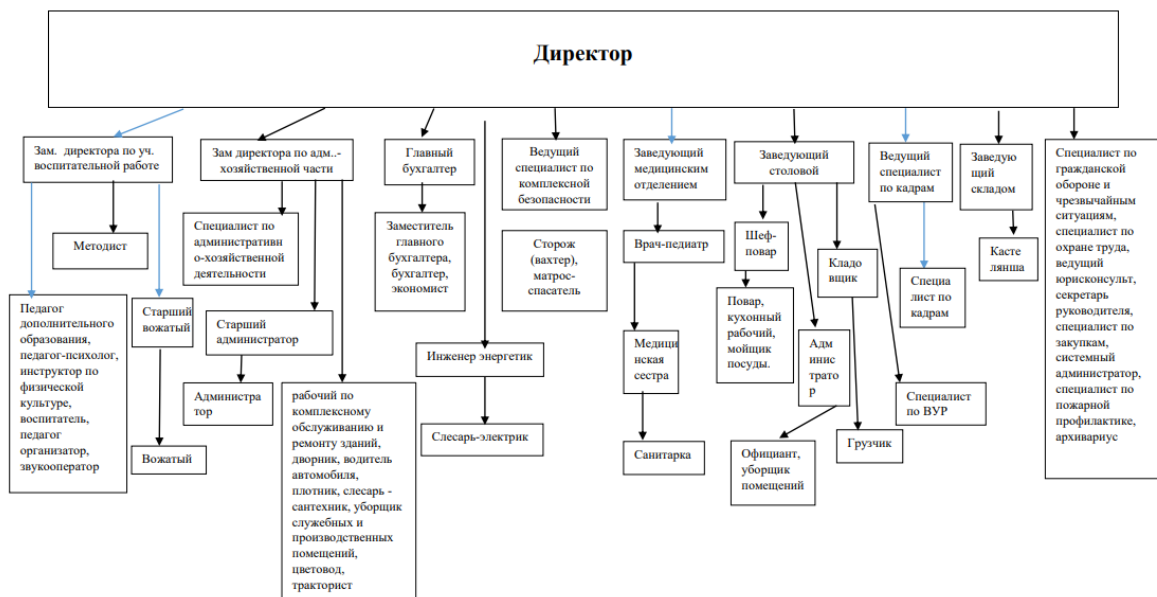 Директор
Зам. директора по уч.
воспитательной работе
Зам директора по адм..-
хозяйственной части
Главный
бухгалтер
Ведущий
специалист по
комплексной
безопасности
Заведующий
медицинским
отделением
Заведующий
столовой
Ведущий
специалист
по кадрам
Заведую
щий
складом
Специалист по
гражданской
обороне и
чрезвычайным
ситуациям,
специалист по
охране труда,
ведущий
юрисконсульт,
секретарь
руководителя,
специалист по
закупкам,
системный
администратор,
специалист по
пожарной
профилактике,
архивариус
Методист
Специалист по
административн
о-хозяйственной
деятельности
Заместитель
главного
бухгалтера,
бухгалтер,
экономист
Сторож
(вахтер),
матрос-
спасатель
Врач-педиатр
Шеф-
повар
Кладо
вщик
Касте
лянша
Педагог
дополнительного
образования,
педагог-психолог,
инструктор по
физической
культуре,
воспитатель,
педагог
организатор,
звукооператор
Старший
вожатый
Старший
администратор
Инженер энергетик
Медици
нская
сестра
Повар,
кухонный
рабочий,
мойщик
посуды.
Адм
инис
трато
р
Специа
лист по
кадрам
Вожатый
Администра
тор
рабочий по
комплексному
обслуживанию и
ремонту зданий,
дворник, водитель
автомобиля,
плотник, слесарь -
сантехник, уборщик
служебных и
производственных
помещений,
цветовод,
тракторист
Слесарь-электрик
Санитарка
Официант,
уборщик
помещений
Грузчик
Специалист
по ВУР